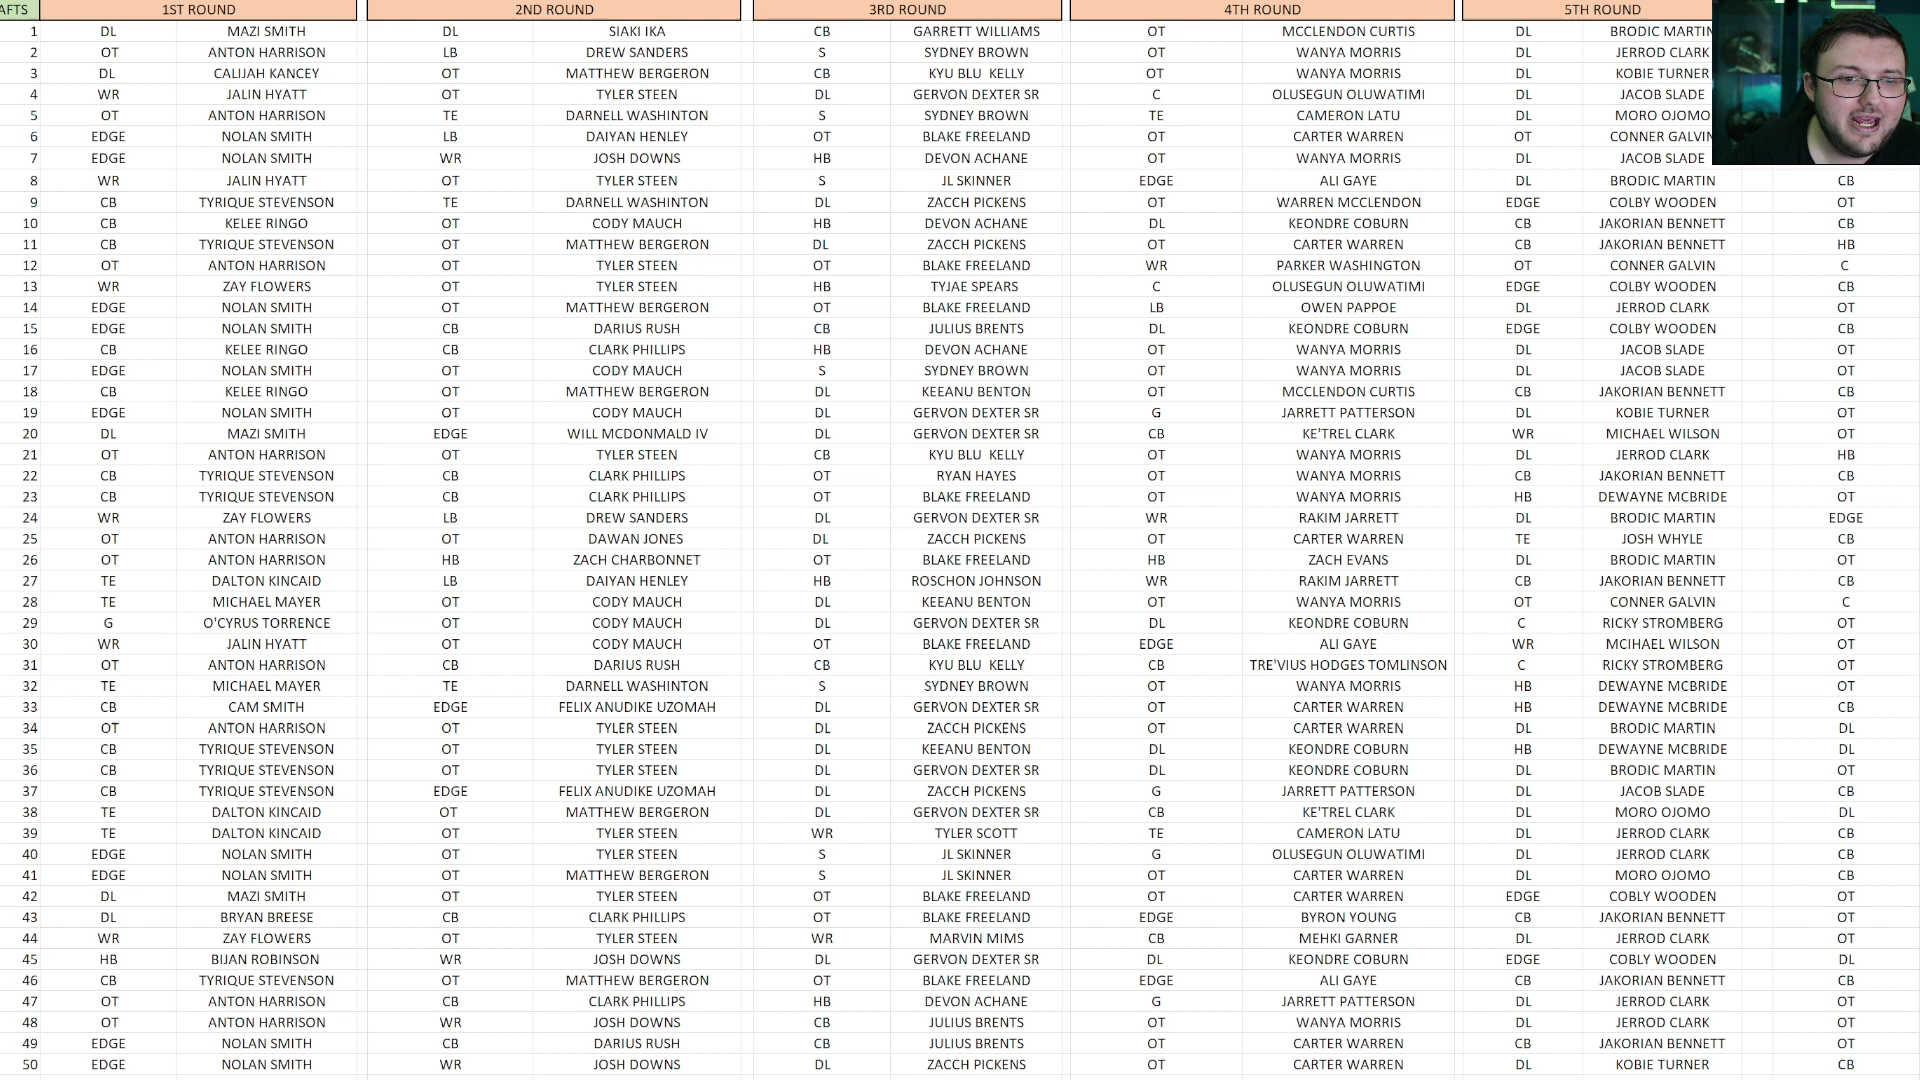 AFTS 1ST ROUND 2ND ROUND 3RD ROUND 4TH ROUND 5TH ROUND
1 DL MAZI SMITH DL SIAKI IKA CB GARRETT WILLIAMS OT MCCLENDON CURTIS DL BRODIC MARTIN
2 OT ANTON HARRISON LB DREW SANDERS S SYDNEY BROWN OT WANYA MORRIS DL JERROD CLARK
3 DL CALIJAH KANCEY OT MATTHEW BERGERON CB KYU BLU KELLY OT WANYA MORRIS DL KOBIE TURNER
4 WR JALIN HYATT OT TYLER STEEN DL GERVON DEXTER SR C OLUSEGUN OLUWATIMI DL JACOB SLADE
5 OT ANTON HARRISON TE DARNELL WASHINTON S SYDNEY BROWN TE CAMERON LATU DL MORO OJOMO
6 EDGE NOLAN SMITH LB DAIYAN HENLEY OT BLAKE FREELAND OT CARTER WARREN OT CONNER GALVIN
7 EDGE NOLAN SMITH WR JOSH DOWNS HB DEVON ACHANE OT WANYA MORRIS DL JACOB SLADE
8 WR JALIN HYATT OT TYLER STEEN S JL SKINNER EDGE ALI GAYE DL BRODIC MARTIN CB
9 CB TYRIQUE STEVENSON TE DARNELL WASHINTON DL ZACCH PICKENS OT WARREN MCCLENDON EDGE COLBY WOODEN OT
10 CB KELEE RINGO OT CODY MAUCH HB DEVON ACHANE DL KEONDRE COBURN CB JAKORIAN BENNETT CB
11 CB TYRIQUE STEVENSON OT MATTHEW BERGERON DL ZACCH PICKENS OT CARTER WARREN CB JAKORIAN BENNETT HB
12 OT ANTON HARRISON OT TYLER STEEN OT BLAKE FREELAND WR PARKER WASHINGTON OT CONNER GALVIN C
13 WR ZAY FLOWERS OT TYLER STEEN HB TYJAE SPEARS C OLUSEGUN OLUWATIMI EDGE COLBY WOODEN CB
14 EDGE NOLAN SMITH OT MATTHEW BERGERON OT BLAKE FREELAND LB OWEN PAPPOE DL JERROD CLARK OT
15 EDGE NOLAN SMITH CB DARIUS RUSH CB JULIUS BRENTS DL KEONDRE COBURN EDGE COLBY WOODEN CB
16 CB KELEE RINGO CB CLARK PHILLIPS HB DEVON ACHANE OT WANYA MORRIS DL JACOB SLADE OT
17 EDGE NOLAN SMITH OT CODY MAUCH S SYDNEY BROWN OT WANYA MORRIS DL JACOB SLADE OT
18 CB KELEE RINGO OT MATTHEW BERGERON DL KEEANU BENTON OT MCCLENDON CURTIS CB JAKORIAN BENNETT CB
19 EDGE NOLAN SMITH OT CODY MAUCH DL GERVON DEXTER SR G JARRETT PATTERSON DL KOBIE TURNER OT
20 DL MAZI SMITH EDGE WILL MCDONMALD IV DL GERVON DEXTER SR CB KE'TREL CLARK WR MICHAEL WILSON OT
21 OT ANTON HARRISON OT TYLER STEEN CB KYU BLU KELLY OT WANYA MORRIS DL JERROD CLARK HB
22 CB TYRIQUE STEVENSON CB CLARK PHILLIPS OT RYAN HAYES OT WANYA MORRIS CB JAKORIAN BENNETT CB
23 CB TYRIQUE STEVENSON CB CLARK PHILLIPS OT BLAKE FREELAND OT WANYA MORRIS HB DEWAYNE MCBRIDE OT
24 WR ZAY FLOWERS LB DREW SANDERS DL GERVON DEXTER SR WR RAKIM JARRETT DL BRODIC MARTIN EDGE
25 OT ANTON HARRISON OT DAWAN JONES DL ZACCH PICKENS OT CARTER WARREN TE JOSH WHYLE CB
26 OT ANTON HARRISON HB ZACH CHARBONNET OT BLAKE FREELAND HB ZACH EVANS DL BRODIC MARTIN OT
27 TE DALTON KINCAID LB DAIYAN HENLEY HB ROSCHON JOHNSON WR RAKIM JARRETT CB JAKORIAN BENNETT CB
28 TE MICHAEL MAYER OT CODY MAUCH DL KEEANU BENTON OT WANYA MORRIS OT CONNER GALVIN C
29 G O'CYRUS TORRENCE OT CODY MAUCH DL GERVON DEXTER SR DL KEONDRE COBURN C RICKY STROMBERG OT
30 WR JALIN HYATT OT CODY MAUCH OT BLAKE FREELAND EDGE ALI GAYE WR MCIHAEL WILSON OT
31 OT ANTON HARRISON CB DARIUS RUSH CB KYU BLU KELLY CB TRE'VIUS HODGES TOMLINSON C RICKY STROMBERG OT
32 TE MICHAEL MAYER TE DARNELL WASHINTON S SYDNEY BROWN OT WANYA MORRIS HB DEWAYNE MCBRIDE OT
33 CB CAM SMITH EDGE FELIX ANUDIKE UZOMAH DL GERVON DEXTER SR OT CARTER WARREN HB DEWAYNE MCBRIDE CB
34 OT ANTON HARRISON OT TYLER STEEN DL ZACCH PICKENS OT CARTER WARREN DL BRODIC MARTIN DL
35 CB TYRIQUE STEVENSON OT TYLER STEEN DL KEEANU BENTON DL KEONDRE COBURN HB DEWAYNE MCBRIDE DL
36 CB TYRIQUE STEVENSON OT TYLER STEEN DL GERVON DEXTER SR DL KEONDRE COBURN DL BRODIC MARTIN OT
37 CB TYRIQUE STEVENSON EDGE FELIX ANUDIKE UZOMAH DL ZACCH PICKENS G JARRETT PATTERSON DL JACOB SLADE CB
38 TE DALTON KINCAID OT MATTHEW BERGERON DL GERVON DEXTER SR CB KE'TREL CLARK DL MORO OJOMO DL
39 TE DALTON KINCAID OT TYLER STEEN WR TYLER SCOTT TE CAMERON LATU DL JERROD CLARK CB
40 EDGE NOLAN SMITH OT TYLER STEEN S JL SKINNER G OLUSEGUN OLUWATIMI DL JERROD CLARK CB
41 EDGE NOLAN SMITH OT MATTHEW BERGERON S JL SKINNER OT CARTER WARREN DL MORO OJOMO CB
42 DL MAZI SMITH OT TYLER STEEN OT BLAKE FREELAND OT CARTER WARREN EDGE COBLY WOODEN OT
43 DL BRYAN BREESE CB CLARK PHILLIPS OT BLAKE FREELAND EDGE BYRON YOUNG CB JAKORIAN BENNETT OT
44 WR ZAY FLOWERS OT TYLER STEEN WR MARVIN MIMS CB MEHKI GARNER DL JERROD CLARK OT
45 HB BIJAN ROBINSON WR JOSH DOWNS DL GERVON DEXTER SR DL KEONDRE COBURN EDGE COBLY WOODEN DL
46 CB TYRIQUE STEVENSON OT MATTHEW BERGERON OT BLAKE FREELAND EDGE ALI GAYE CB JAKORIAN BENNETT CB
47 OT ANTON HARRISON CB CLARK PHILLIPS HB DEVON ACHANE G JARRETT PATTERSON DL JERROD CLARK OT
48 OT ANTON HARRISON WR JOSH DOWNS CB JULIUS BRENTS OT WANYA MORRIS DL JERROD CLARK OT
49 EDGE NOLAN SMITH CB DARIUS RUSH CB JULIUS BRENTS OT CARTER WARREN CB JAKORIAN BENNETT OT
50 EDGE NOLAN SMITH WR JOSH DOWNS DL ZACCH PICKENS OT CARTER WARREN DL KOBIE TURNER CB